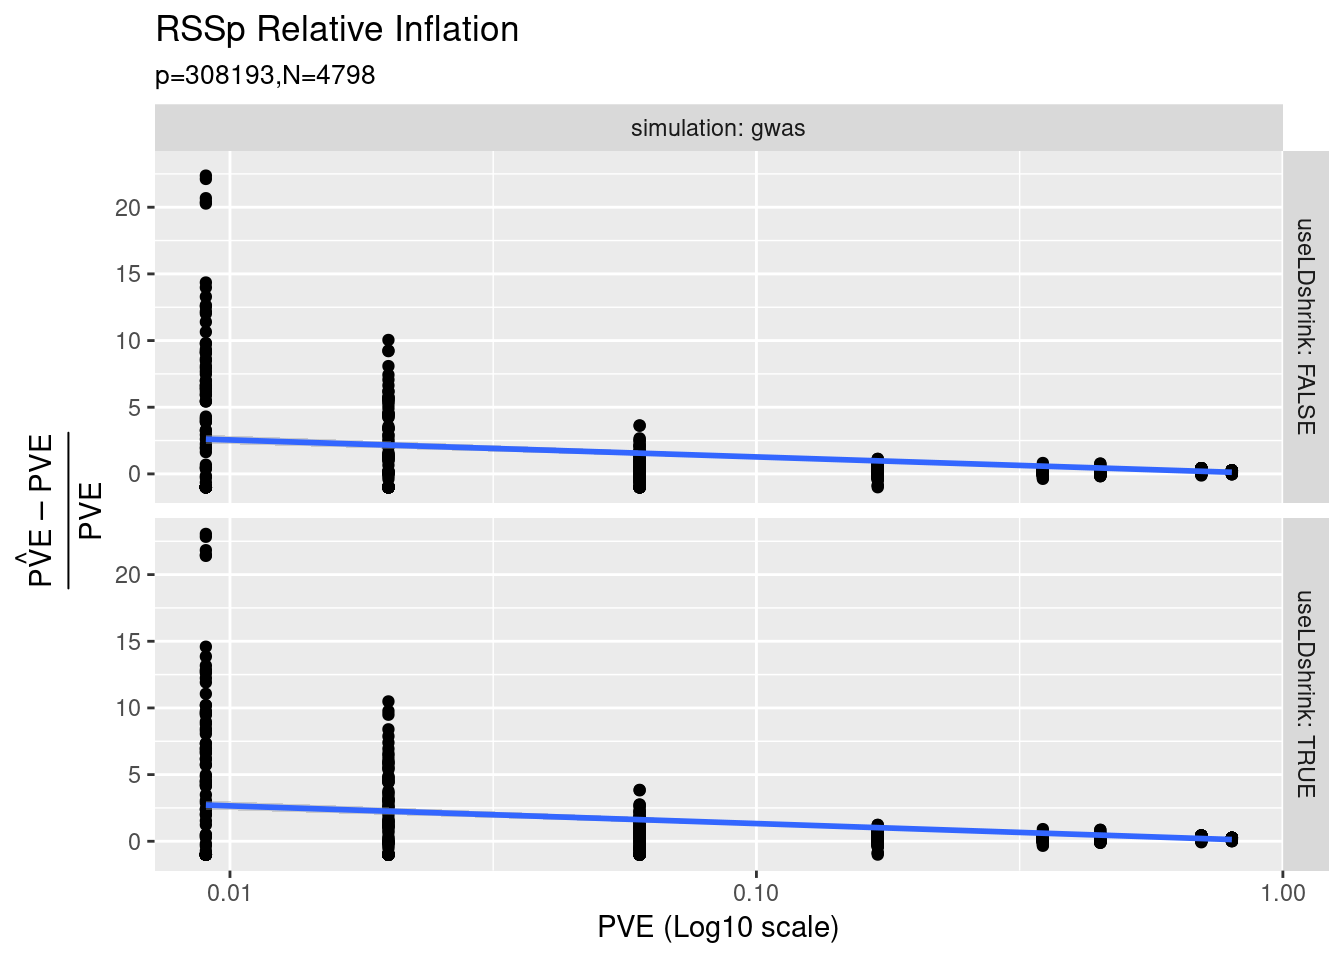 RSSp Relative Inflation
p=308193,N=4798
simulation: gwas
20
15
10
5
0
useLDshrink: FALSE
20
15
10
5
0
useLDshrink: TRUE
PV̂E − PVE
PVE
0.01 0.10 1.00
PVE (Log10 scale)